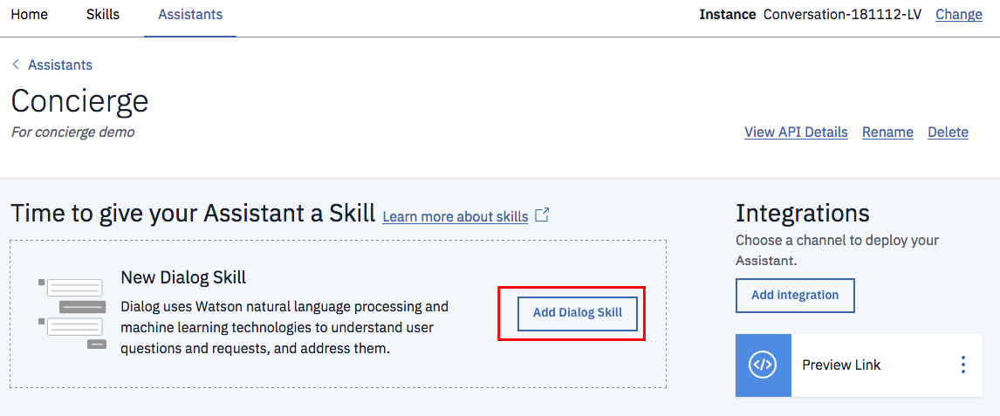 Home Skills Assistants Instance Conversation-181112-LV Change
Assistants
Concierge
For concierge demo
View API Details Rename Delete
Time to give your Assistant a Skill Learn more about skills
New Dialog Skill
Dialog uses Watson natural language processing and
machine learning technologies to understand user
questions and requests, and address them.
Add Dialog Skill
Integrations
Choose a channel to deploy your
Assistant.
Add integration
Preview Link